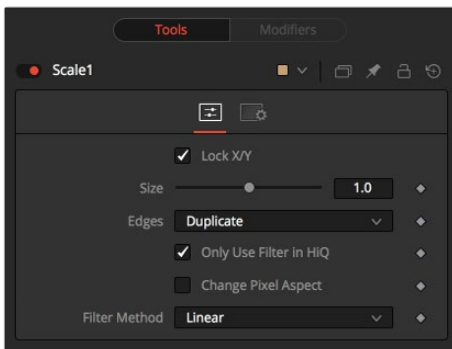 Tools Modifiers
Scale1
Lock X/Y
Size 1.0
Edges Duplicate
Only Use Filter in HiQ
Change Pixel Aspect
Filter Method Linear